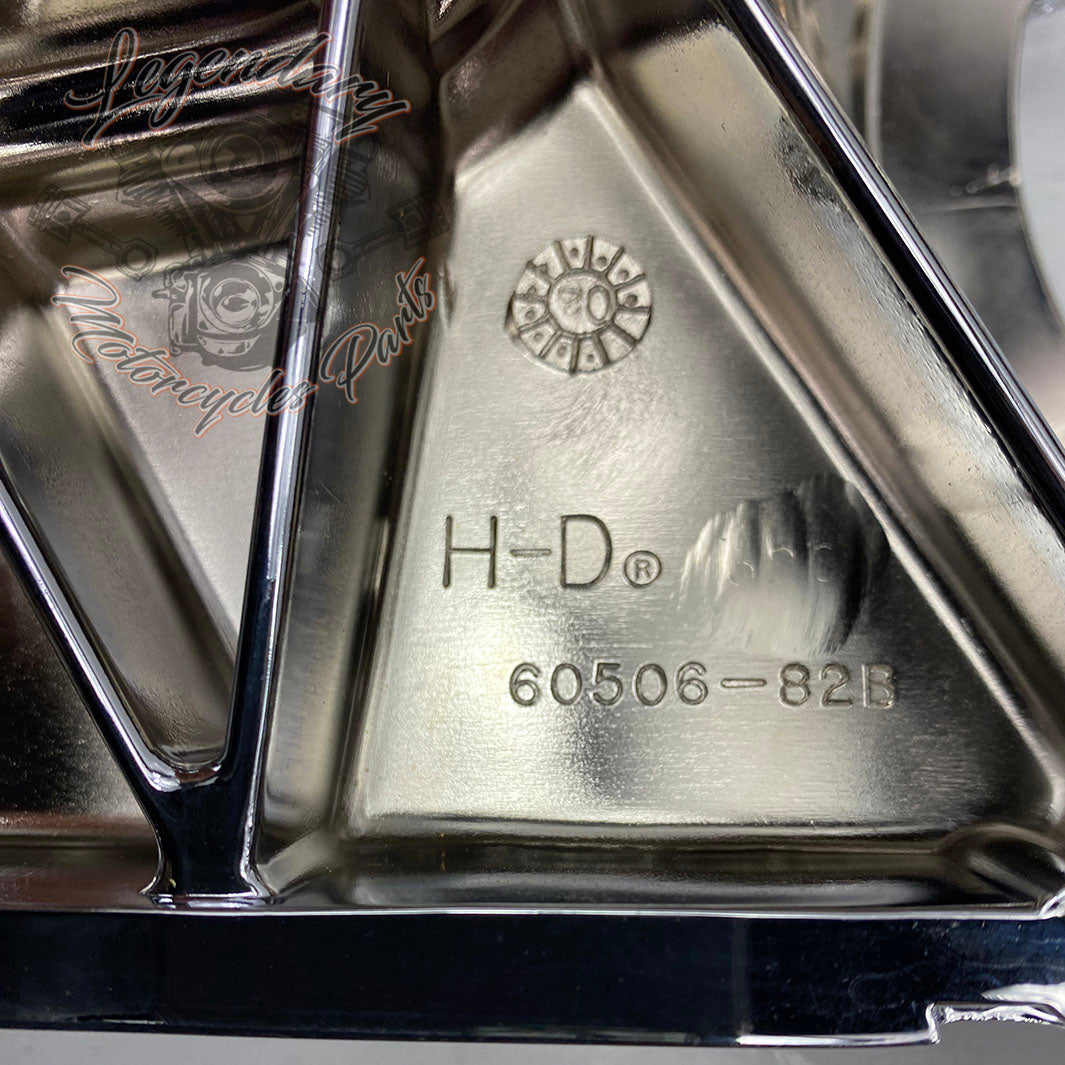 Legendary
Motorcycles Parts
H-D®
60506-82B